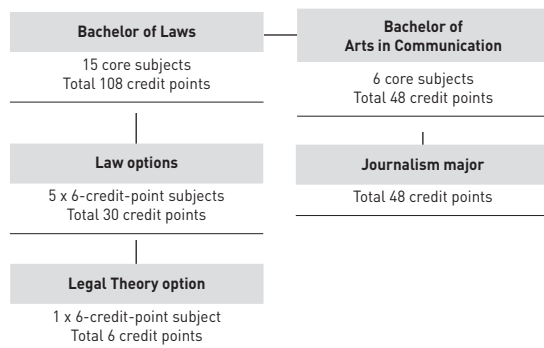 Bachelor of Laws
15 core subjects
Total 108 credit points
Law options
5 x 6-credit-point subjects
Total 30 credit points
Legal Theory option
1 x 6-credit-point subject
Total 6 credit points
Bachelor of
Arts in Communication
6 core subjects
Total 48 credit points
Journalism major
Total 48 credit points